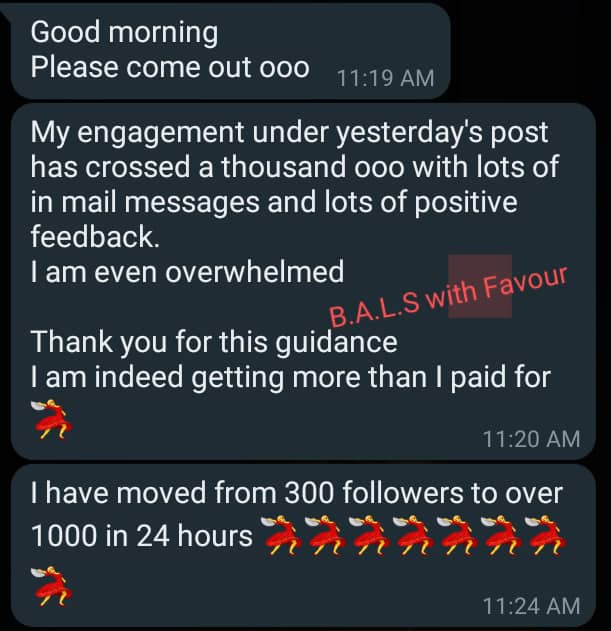 Good morning
Please come out ooo
11:19 AM
My engagement under yesterday's post
has crossed a thousand ooo with lots of
in mail messages and lots of positive
feedback.
I am even overwhelmed
B.A.L.S with Favour
Thank you for this guidance
I am indeed getting more than I paid for
💃
11:20 AM
I have moved from 300 followers to over
1000 in 24 hours 💃💃💃💃💃💃💃
💃
11:24 AM